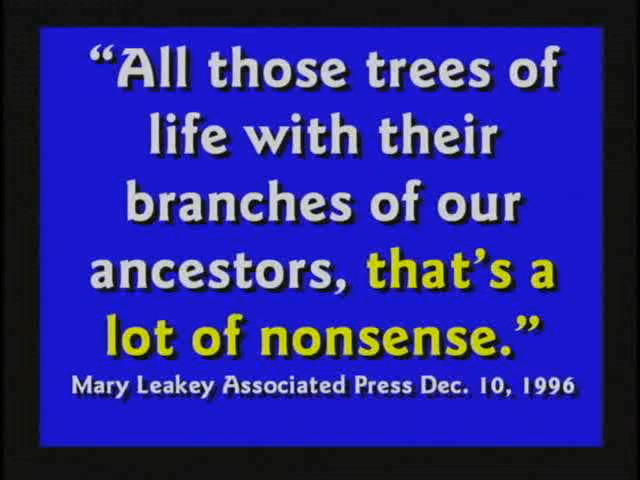 “All those trees of
life with their
branches of our
ancestors, that’s a
lot of nonsense.”
Mary Leakey Associated Press Dec. 10, 1996